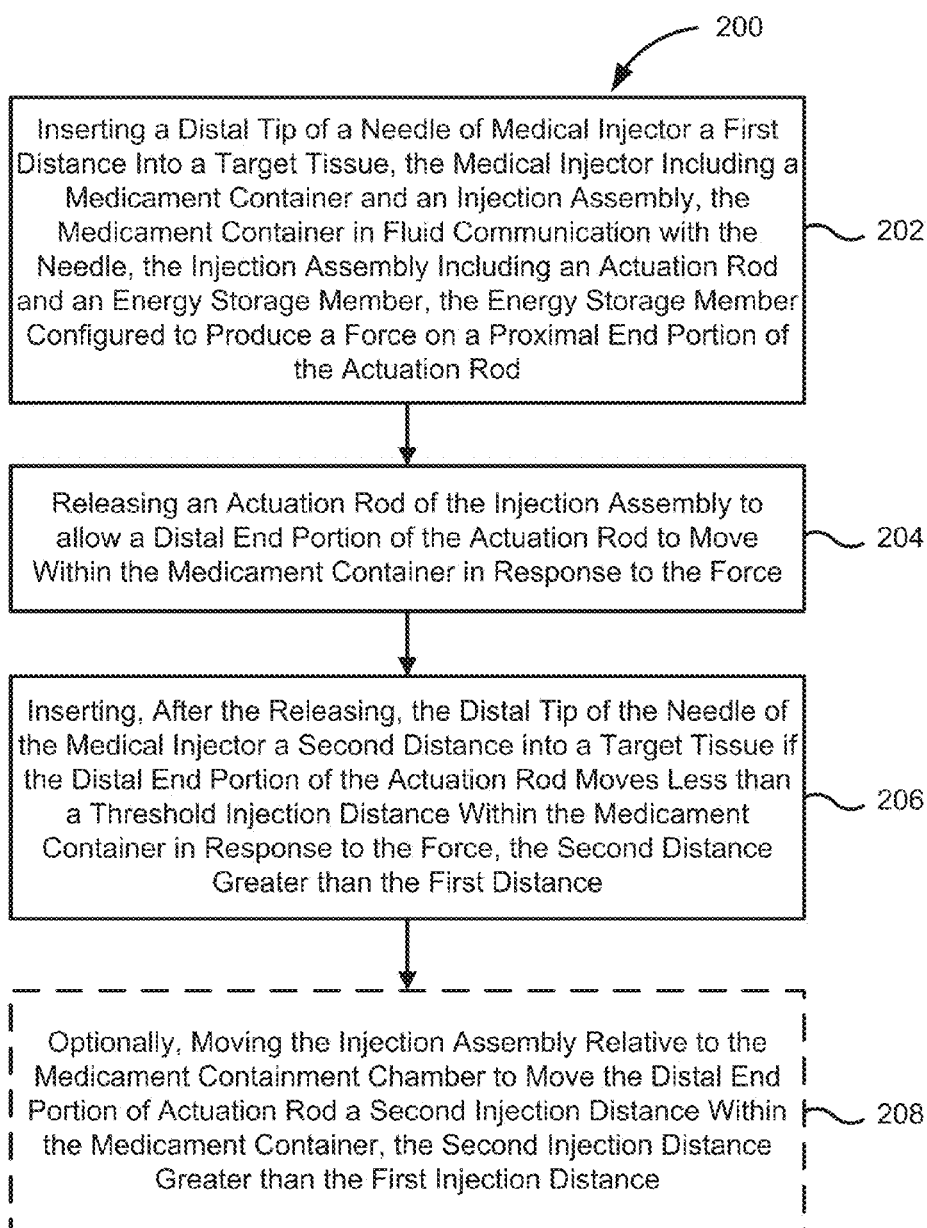 200
Inserting a Distal Tip of a Needle of Medical Injector a First
Distance Into a Target Tissue, the Medical Injector Including a
Medicament Container and an Injection Assembly, the
Medicament Container in Fluid Communication with the
Needle, the Injection Assembly Including an Actuation Rod
and an Energy Storage Member, the Energy Storage Member
Configured to Produce a Force on a Proximal End Portion of
the Actuation Rod
202
Releasing an Actuation Rod of the Injection Assembly to
allow a Distal End Portion of the Actuation Rod to Move
Within the Medicament Container in Response to the Force
204
Inserting, After the Releasing, the Distal Tip of the Needle of
the Medical Injector a Second Distance into a Target Tissue if
the Distal End Portion of the Actuation Rod Moves Less than
a Threshold Injection Distance Within the Medicament
Container in Response to the Force, the Second Distance
Greater than the First Distance
206
Optionally, Moving the Injection Assembly Relative to the
Medicament Containment Chamber to Move the Distal End
Portion of Actuation Rod a Second Injection Distance Within
the Medicament Container, the Second Injection Distance
Greater than the First Injection Distance
208